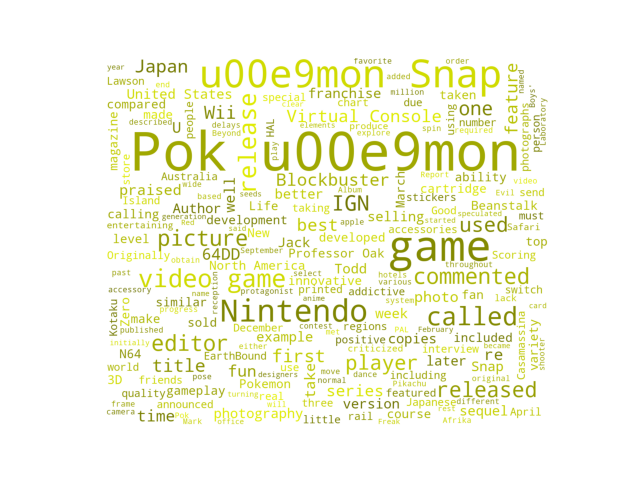 year
Japan
u00e9mon Snap
favorite
order
Lawson
end
United States
special
franchise
added
million
named
Boys
compared
described
delays
Beyond
people
release
clear
HAL
chart
taken
due
using
one
feature
made
U
Wii
Virtual Console
number
required
person
Laboratory
magazine
Pok u00e9mon
elements
produce
spin
play
explore
photographs
store
Blockbuster
March
cartridge
Report
video
Australia
praised
wide
well
better
ability
Evil
send
island
based
seeds
Life
taking
Album
stickers
used
Beanstalk
calling
generation
Red
Author
development
New
apple
selling
Good
started
speculated
must
entertaining
said
best
IGN
accessories
Safari
level
picture
Jack
developed
game
Scoring
top
Originally
obtain
64DD
September
Professor Oak
throughout
past
North America
Todd
hotels
commented
accessory
video game
select
innovative
various
Kotaku
name
protagonist
anime
printed
photo
fan
lack
switch
zero
similar
reception
system
card
published
make
progress
Nintendo
week
called
variety
Casamassina
shooter
initially
sold
December
contest
regions
PAL
February
became
N64
editor
example
positive
copies
included
EarthBound
either
net
criticized
interview
re
world
first
player
later
Snap
3D
title
fun
use
designers
move
dance
including
Pikachu
original
friends
Pokemon
take
series
featured
Japanese
different
quality
gameplay
real
normal
released
pose
turning
announced
will
three
version
rest
sequel
April
frame
time
photography
course
camera
Pok
Mark
office
little
rail
Freak
Afrika